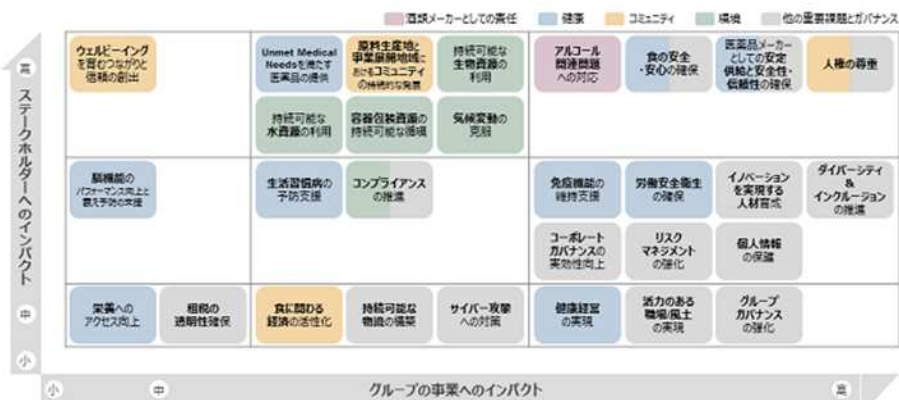 酒類メーカーとしての責任
健康
コミュニティ
環境
他の重要課題とガバナンス
高
ステークホルダーへのインパクト
中
小
ウェルビーイング
を育むつながりと
信頼の創出
Unmet Medical
Needsを満たす
医薬品の提供
原料生産地と
事業展開地域に
おけるコミュニティ
の持続的な発展
持続可能な
生物資源の
利用
アルコール
関連問題
への対応
食の安全
・安心の確保
医薬品メーカー
としての安定
供給と安全性・
信頼性の確保
人権の尊重
持続可能な
水資源の利用
容器包装資源の
持続可能な循環
気候変動の
克服
脳機能の
パフォーマンス向上と
衰え予防の支援
生活習慣病の
予防支援
コンプライアンス
の推進
免疫機能の
維持支援
労働安全衛生
の確保
イノベーション
を実現する
人材育成
ダイバーシティ
&
インクルージョン
の推進
コーポレート
ガバナンスの
実効性向上
リスク
マネジメント
の強化
個人情報
の保護
栄養への
アクセス向上
租税の
透明性確保
食に関わる
経済の活性化
持続可能な
物流の構築
サイバー攻撃
への対策
健康経営
の実現
活力のある
職場/風土
の実現
グループ
ガバナンス
の強化
小
中
グループの事業へのインパクト
高